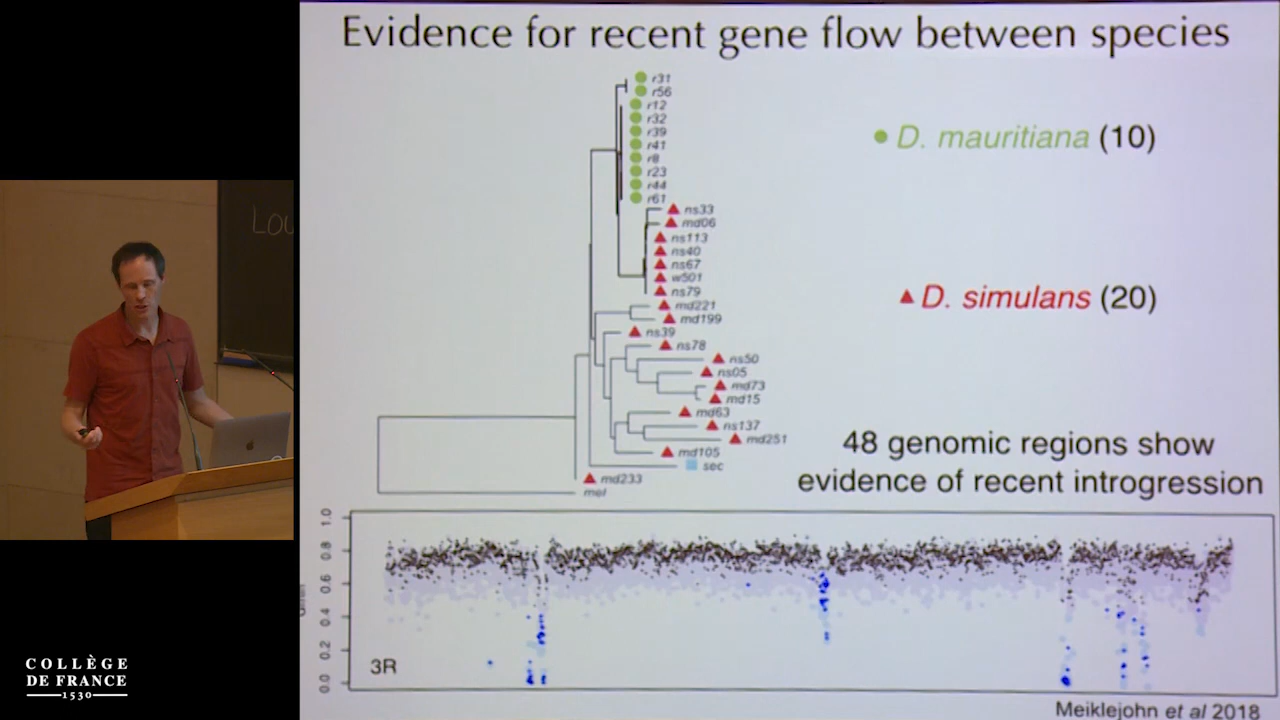 LOU
COLLÈGE
DE FRANCE
1530
Evidence for recent gene flow between species
r31
r56
r12
r32
r39
r41
r8
r23
r44
r61
ns33
md06
ns113
ns40
ns67
w501
ns79
md221
md199
ns39
ns78
ns50
ns05
md73
md15
md63
ns137
md251
md105
sec
md233
mel
D. mauritiana (10)
D. simulans (20)
48 genomic regions show
evidence of recent introgression
1.0
0.8
0.6
0.4
0.2
0.0
3R
Meiklejohn et al 2018